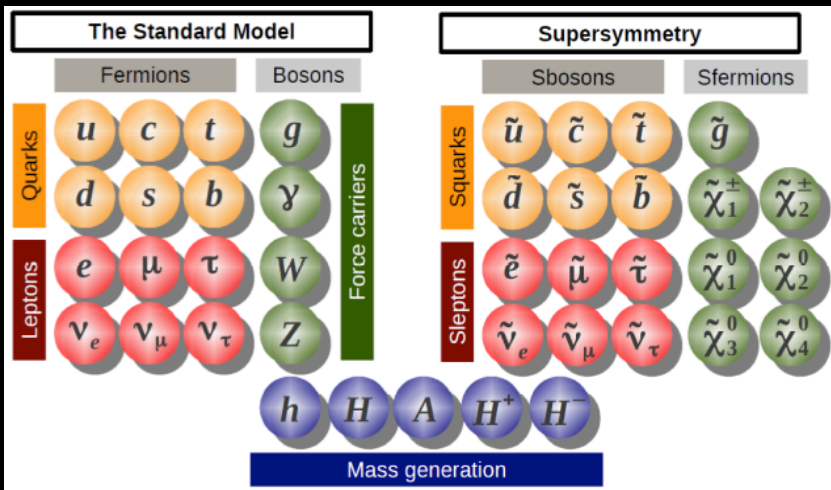 The Standard Model
Supersymmetry
Fermions
Bosons
Sbosons
Sfermions
Quarks
Leptons
u c t g
d s b γ
e μ τ W
νe νμ ντ Z
Force carriers
Squarks
Sleptons
ũ c̃ t̃ g̃
d̃ s̃ b̃ χ̃₁± χ̃₂±
ẽ μ̃ τ̃ χ̃₁⁰ χ̃₂⁰
ν̃e ν̃μ ν̃τ χ̃₃⁰ χ̃₄⁰
h H A H⁺ H⁻
Mass generation